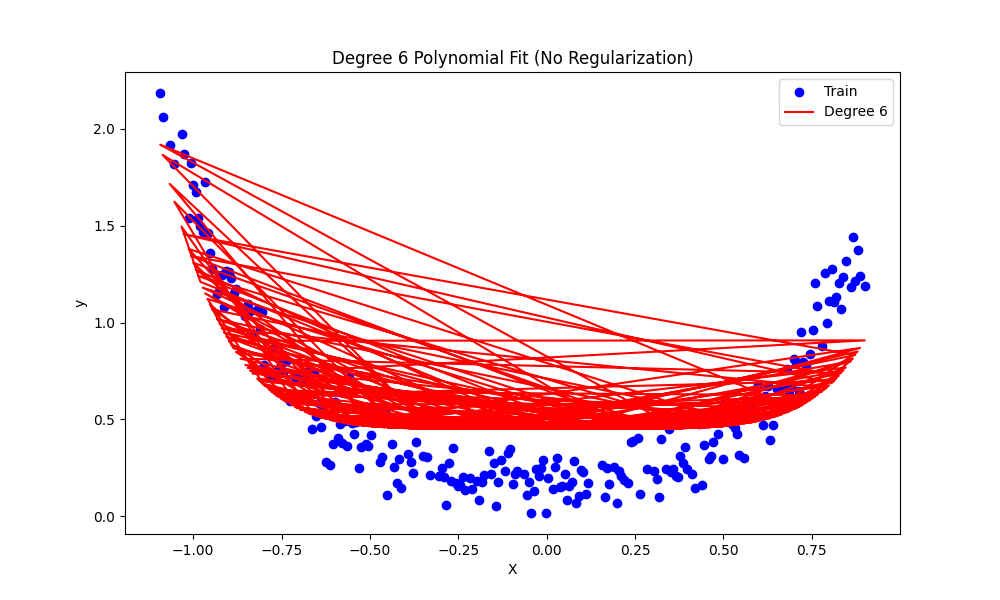 Degree 6 Polynomial Fit (No Regularization)
Train
Degree 6
y
2.0
1.5
1.0
0.5
0.0
−1.00 −0.75 −0.50 −0.25 0.00 0.25 0.50 0.75
X